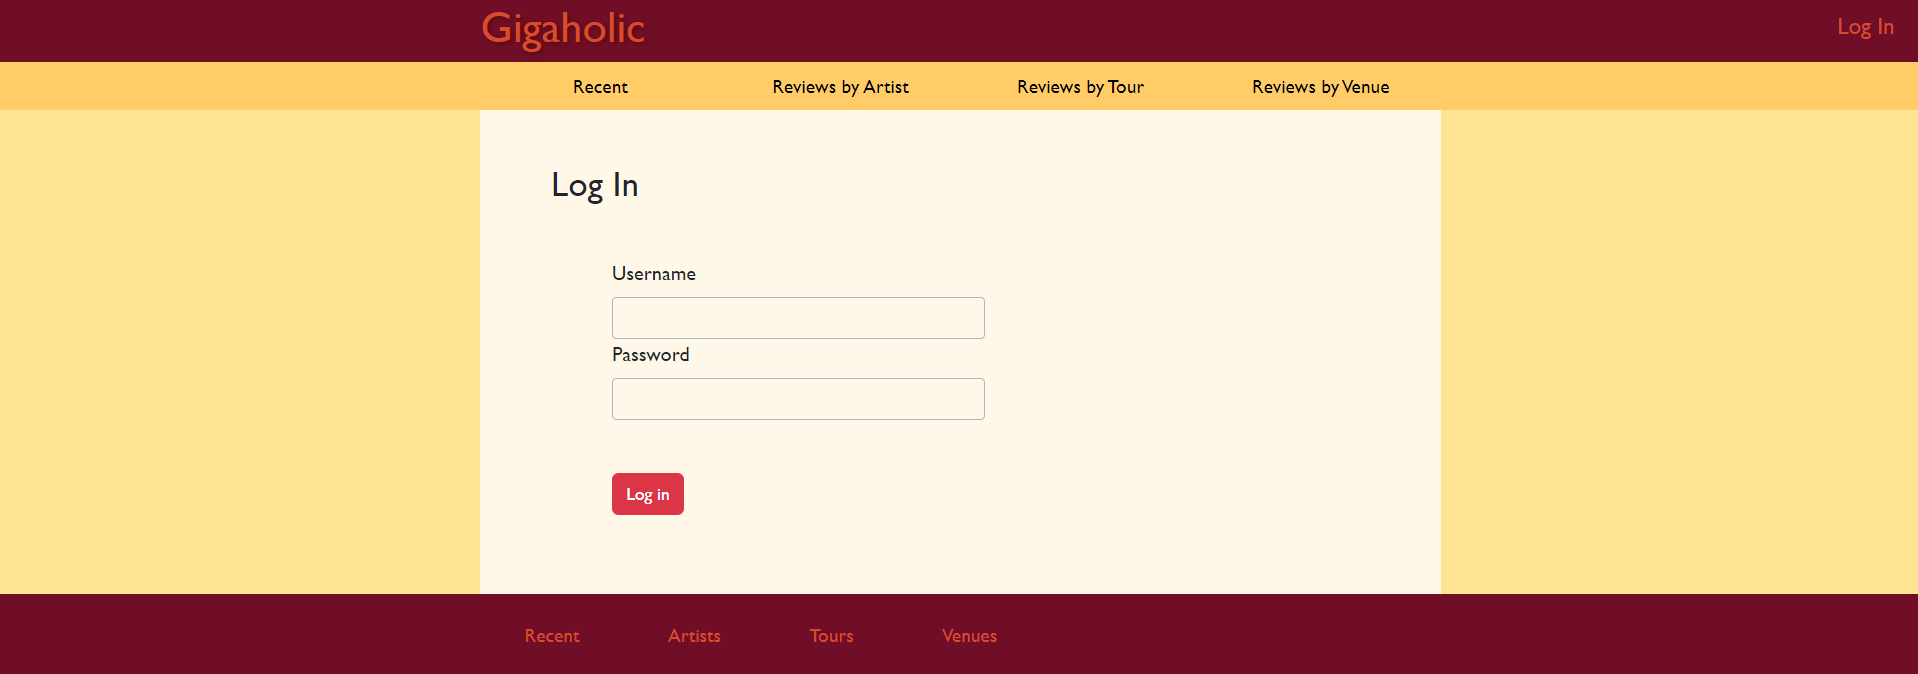 Gigaholic
Log In
Recent
Reviews by Artist
Reviews by Tour
Reviews by Venue
Log In
Username
Password
Log in
Recent
Artists
Tours
Venues